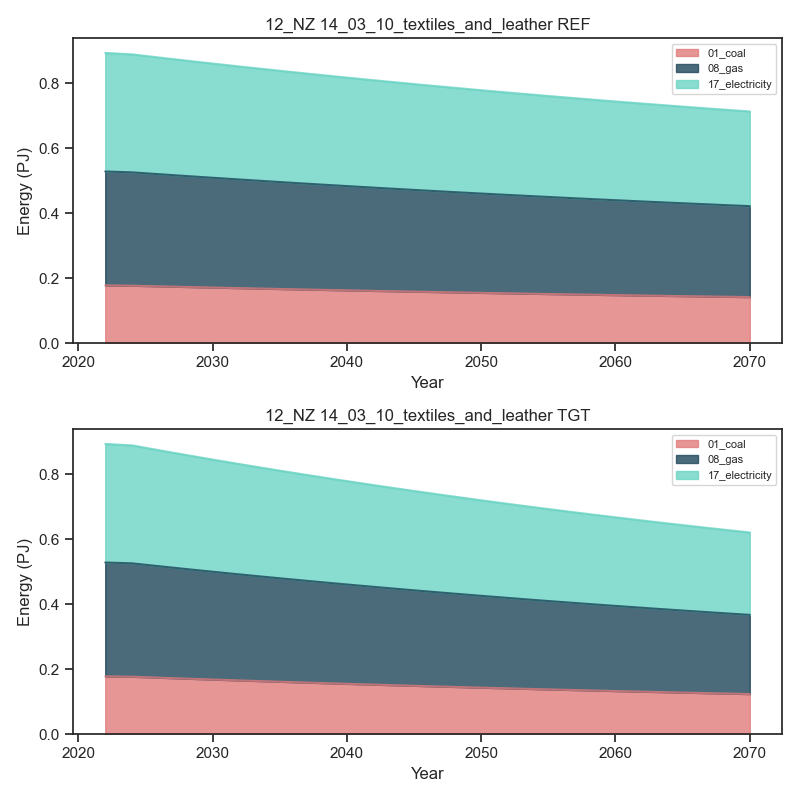 12_NZ 14_03_10_textiles_and_leather REF
01_coal
08_gas
17_electricity
Energy (PJ)
0.8
0.6
0.4
0.2
0.0
2020 2030 2040 2050 2060 2070
Year
12_NZ 14_03_10_textiles_and_leather TGT
01_coal
08_gas
17_electricity
Energy (PJ)
0.8
0.6
0.4
0.2
0.0
2020 2030 2040 2050 2060 2070
Year